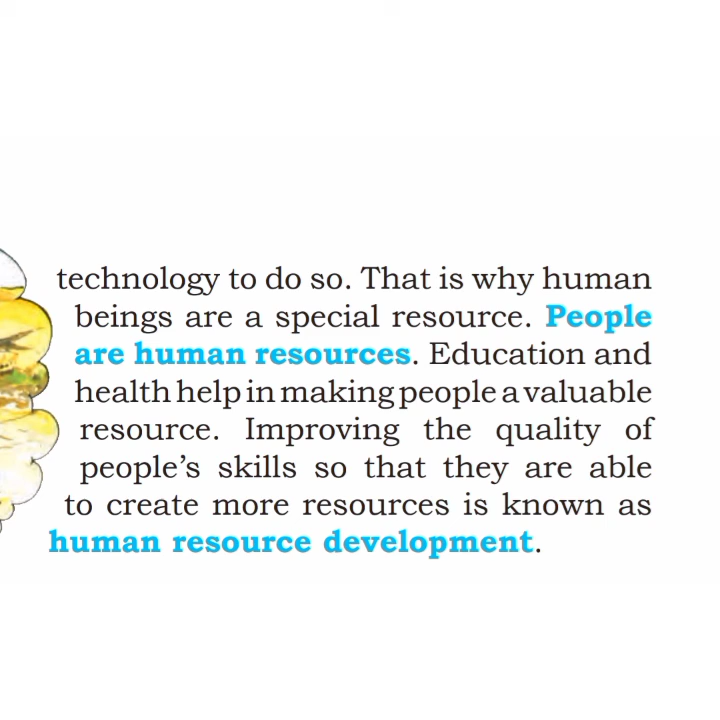 technology to do so. That is why human
beings are a special resource. People
are human resources. Education and
health help in making people a valuable
resource. Improving the quality of
people’s skills so that they are able
to create more resources is known as
human resource development.